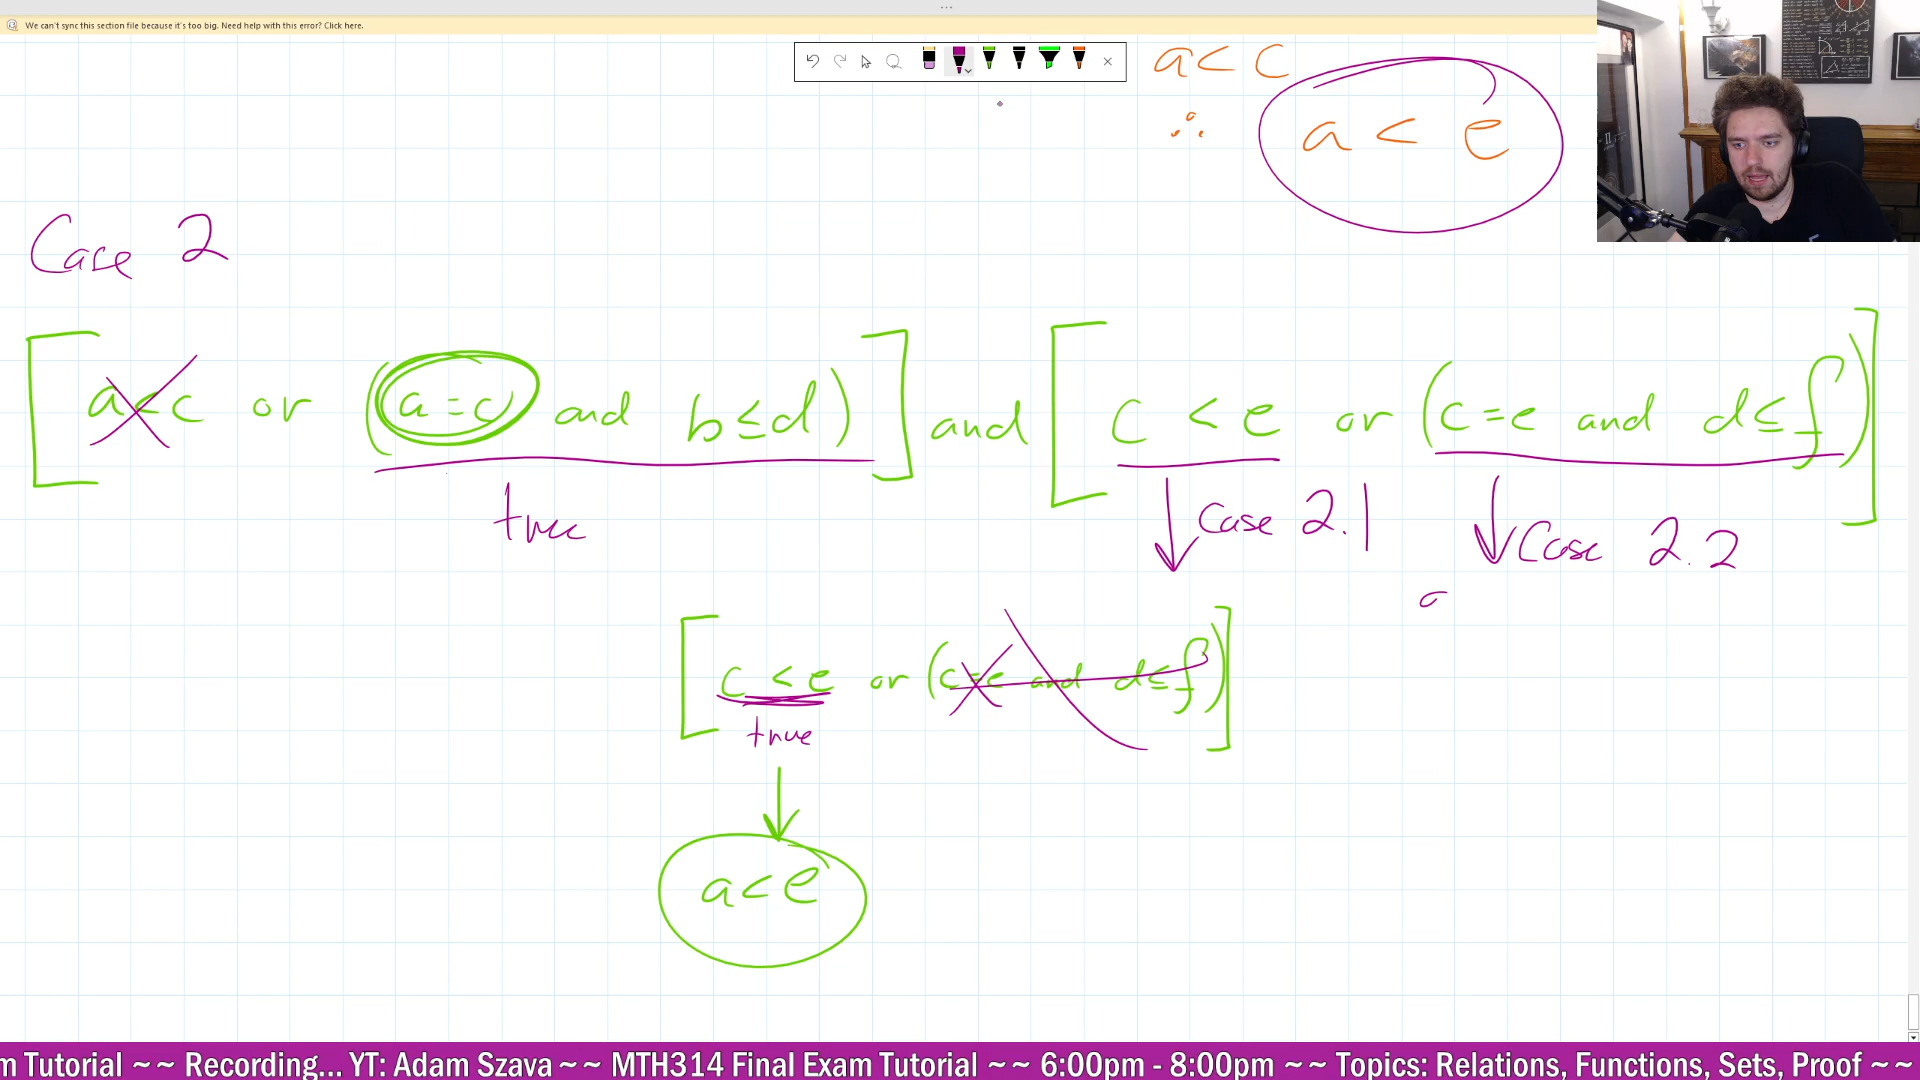 We can't sync this section file because it's too big. Need help with this error? Click here.
a < c
∴ a < e
Case 2
[a < c or (a = c and b ≤ d)] and [c < e or (c = e and d ≤ f)]
true
Case 2.1
Case 2.2
a
[c < e or (c = e and d ≤ f)]
true
a < e
m Tutorial ~~ Recording... YT: Adam Szava ~~ MTH314 Final Exam Tutorial ~~ 6:00pm - 8:00pm ~~ Topics: Relations, Functions, Sets, Proof ~~